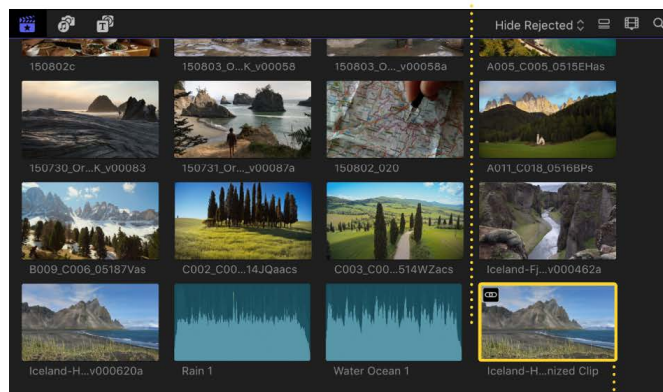 Hide Rejected
150802c
150803_O...K_v00058
150803_O..._v00058a
A005_C005_0515EHas
150730_Or...K_v00083
150731_Or..._v00087a
150802_020
A011_C018_0516BPs
B009_C006_05187Vas
C002_C00...14JQaacs
C003_C00...514WZacs
Iceland-Fj...v000462a
Iceland-H...v000620a
Rain 1
Water Ocean 1
Iceland-H...nized Clip